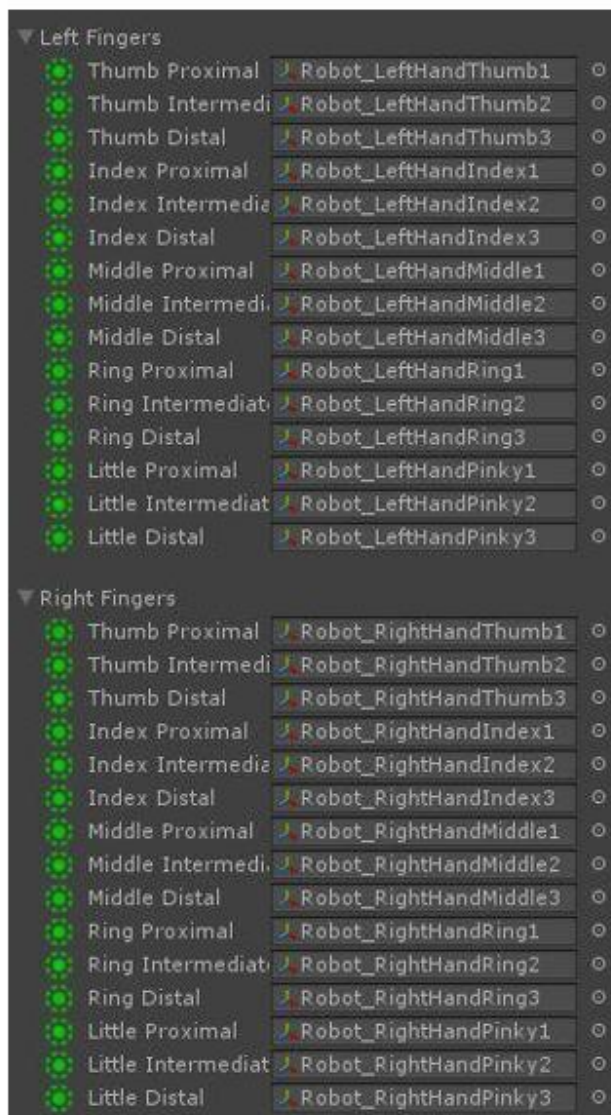 Left Fingers
Thumb Proximal Robot_LeftHandThumb1
Thumb Intermedi Robot_LeftHandThumb2
Thumb Distal Robot_LeftHandThumb3
Index Proximal Robot_LeftHandIndex1
Index Intermedia Robot_LeftHandIndex2
Index Distal Robot_LeftHandIndex3
Middle Proximal Robot_LeftHandMiddle1
Middle Intermedi Robot_LeftHandMiddle2
Middle Distal Robot_LeftHandMiddle3
Ring Proximal Robot_LeftHandRing1
Ring Intermediat Robot_LeftHandRing2
Ring Distal Robot_LeftHandRing3
Little Proximal Robot_LeftHandPinky1
Little Intermediat Robot_LeftHandPinky2
Little Distal Robot_LeftHandPinky3
Right Fingers
Thumb Proximal Robot_RightHandThumb1
Thumb Intermedi Robot_RightHandThumb2
Thumb Distal Robot_RightHandThumb3
Index Proximal Robot_RightHandIndex1
Index Intermedia Robot_RightHandIndex2
Index Distal Robot_RightHandIndex3
Middle Proximal Robot_RightHandMiddle1
Middle Intermedi Robot_RightHandMiddle2
Middle Distal Robot_RightHandMiddle3
Ring Proximal Robot_RightHandRing1
Ring Intermediat Robot_RightHandRing2
Ring Distal Robot_RightHandRing3
Little Proximal Robot_RightHandPinky1
Little Intermediat Robot_RightHandPinky2
Little Distal Robot_RightHandPinky3